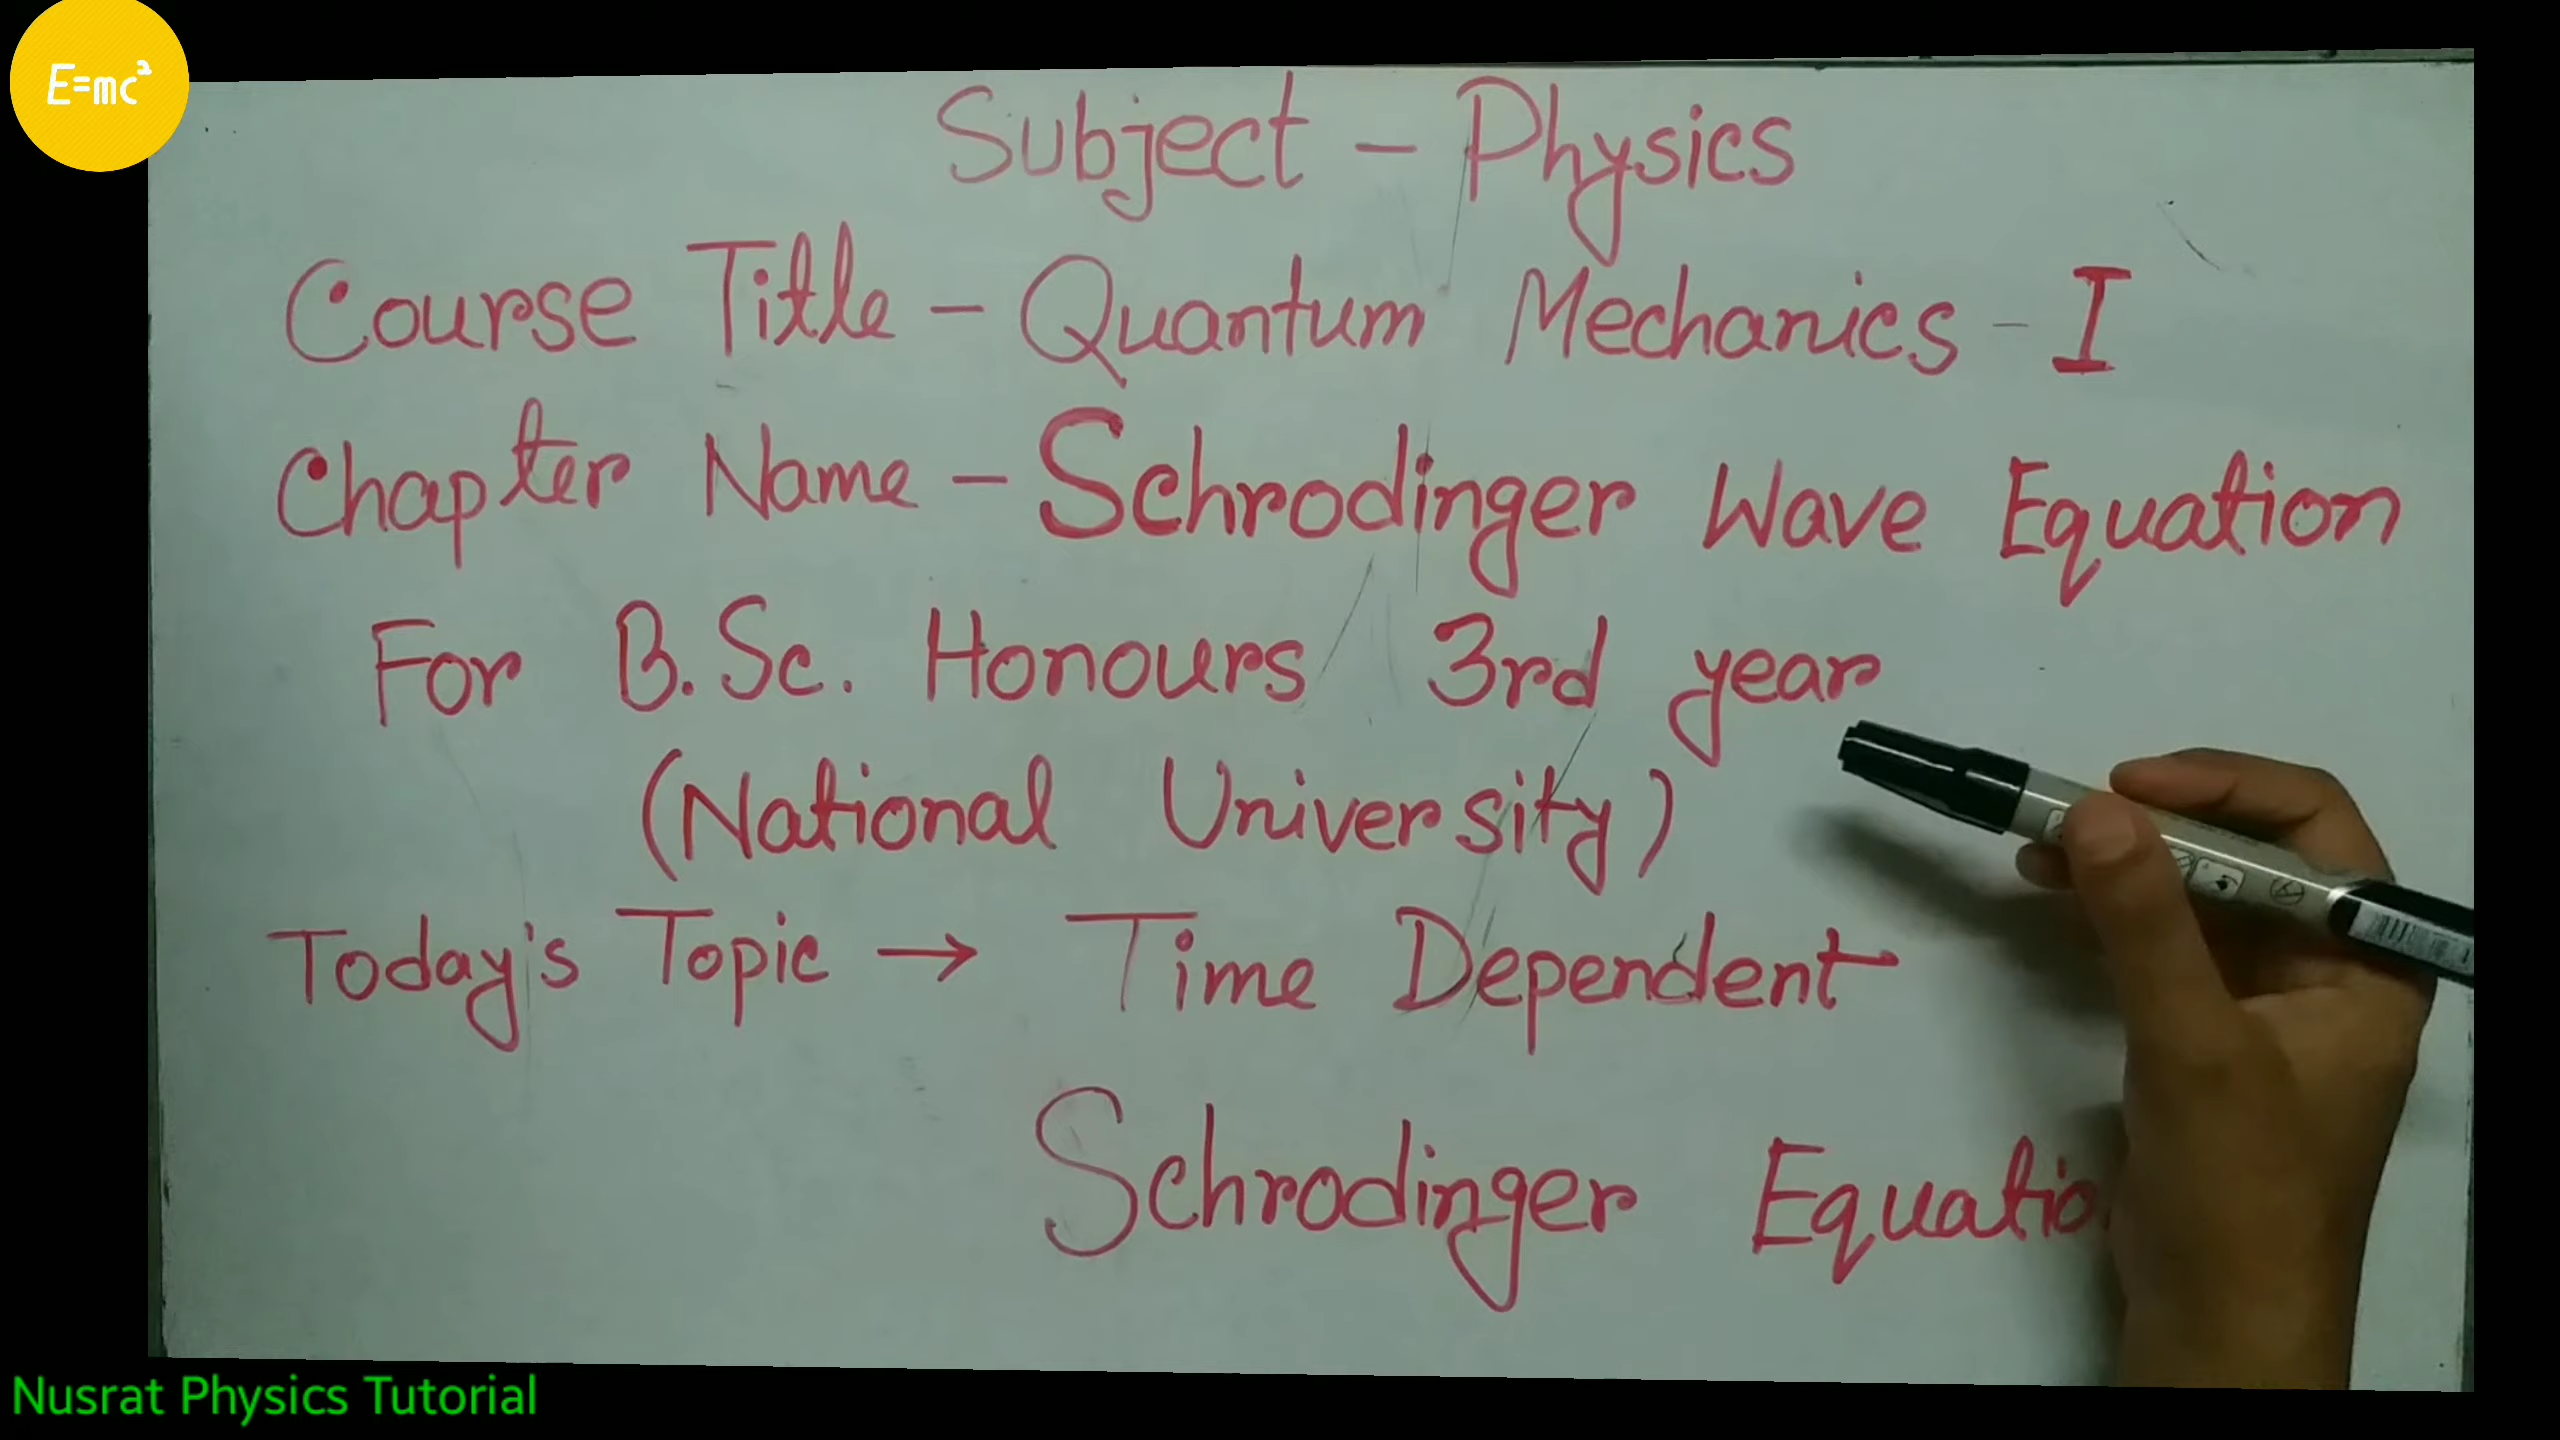 E=mc²
Subject - Physics
Course Title - Quantum Mechanics - I
Chapter Name - Schrodinger Wave Equation
For B.Sc. Honours 3rd year
(National University)
Today's Topic → Time Dependent
Schrodinger Equatio
Nusrat Physics Tutorial